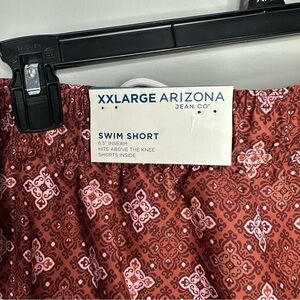 XXLARGE ARIZONA
JEAN CO®
SWIM SHORT
6.5" INSEAM
HITS ABOVE THE KNEE
SHORTS INSIDE